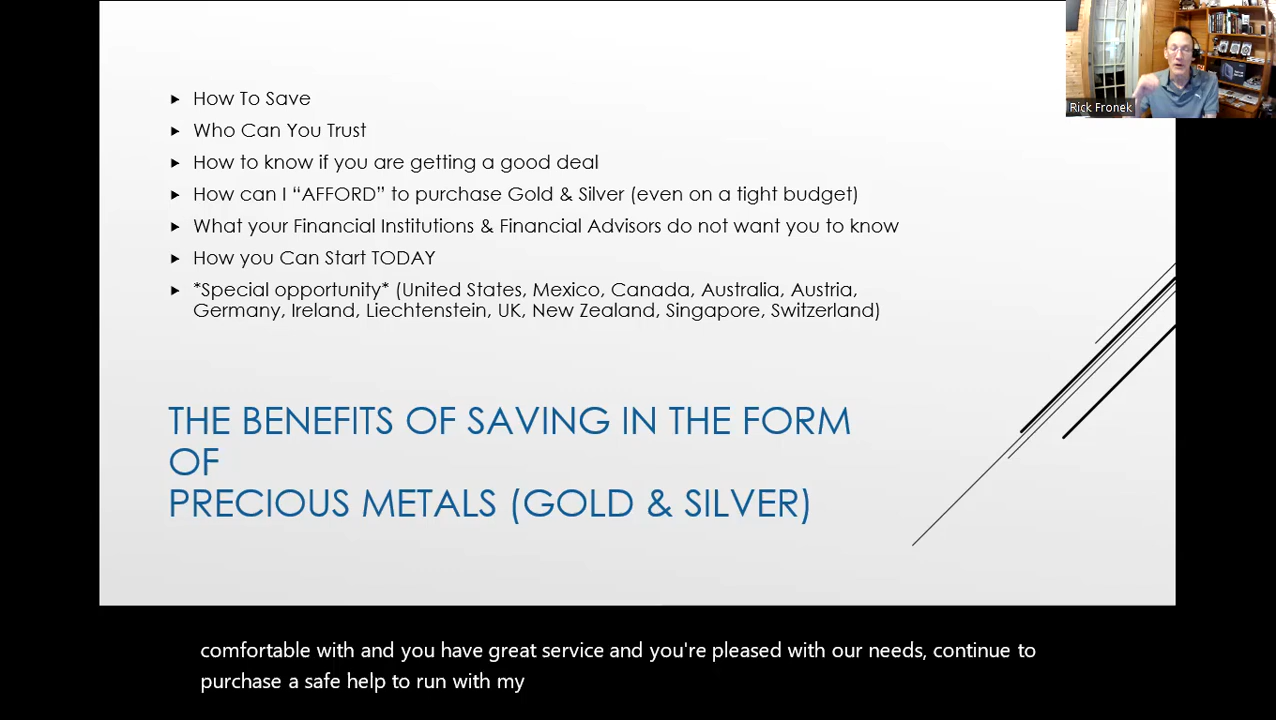 How To Save
Who Can You Trust
How to know if you are getting a good deal
How can I “AFFORD” to purchase Gold & Silver (even on a tight budget)
What your Financial Institutions & Financial Advisors do not want you to know
How you Can Start TODAY
*Special opportunity* (United States, Mexico, Canada, Australia, Austria,
Germany, Ireland, Liechtenstein, UK, New Zealand, Singapore, Switzerland)
THE BENEFITS OF SAVING IN THE FORM
OF
PRECIOUS METALS (GOLD & SILVER)
Rick Fronek
comfortable with and you have great service and you're pleased with our needs, continue to
purchase a safe help to run with my